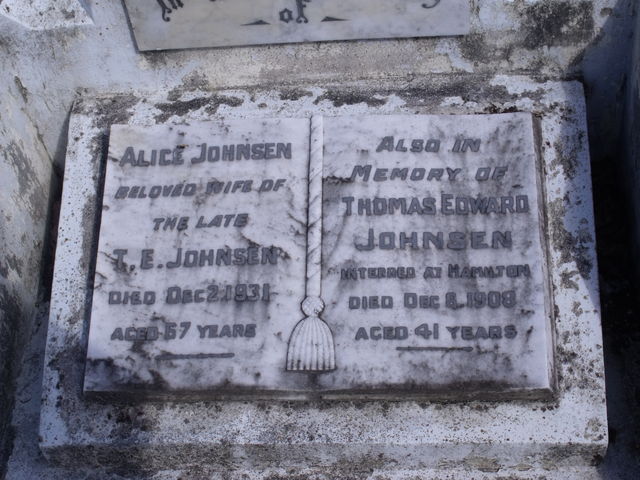 of
ALICE JOHNSEN
BELOVED WIFE OF
THE LATE
T. E. JOHNSEN
DIED DEC 2. 1931
AGED 67 YEARS
ALSO IN
MEMORY OF
THOMAS EDWARD
JOHNSEN
INTERRED AT HAMILTON
DIED DEC 8, 1908
AGED 41 YEARS